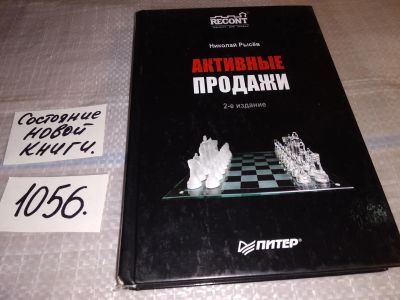 RECONT
Николай Рысёв
АКТИВНЫЕ
ПРОДАЖИ
2-е издание
ПИТЕР
Состояние
новой
книги.
1056.